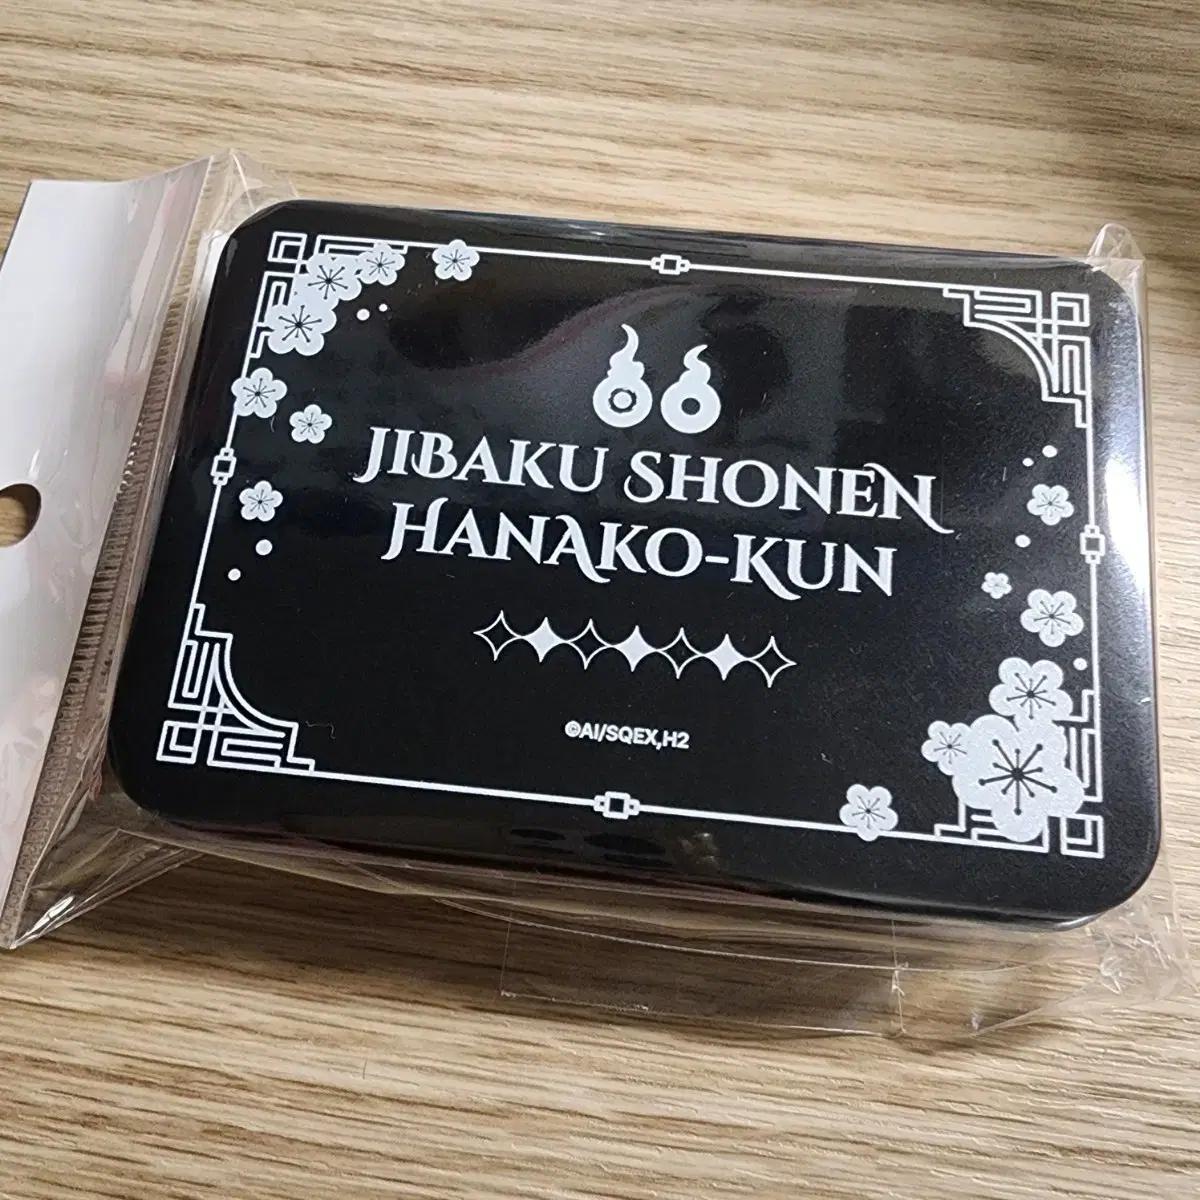 JIBAKU SHONEN
HANAKO-KUN
©AI/SQEX,H2